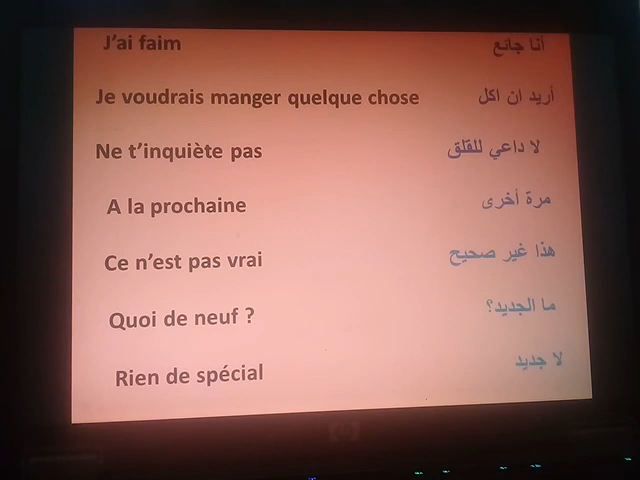 J'ai faim أنا جائع
Je voudrais manger quelque chose أريد ان اكل
Ne t'inquiète pas لا داعي للقلق
A la prochaine مرة أخرى
Ce n'est pas vrai هذا غير صحيح
Quoi de neuf ? ما الجديد؟
Rien de spécial لا جديد